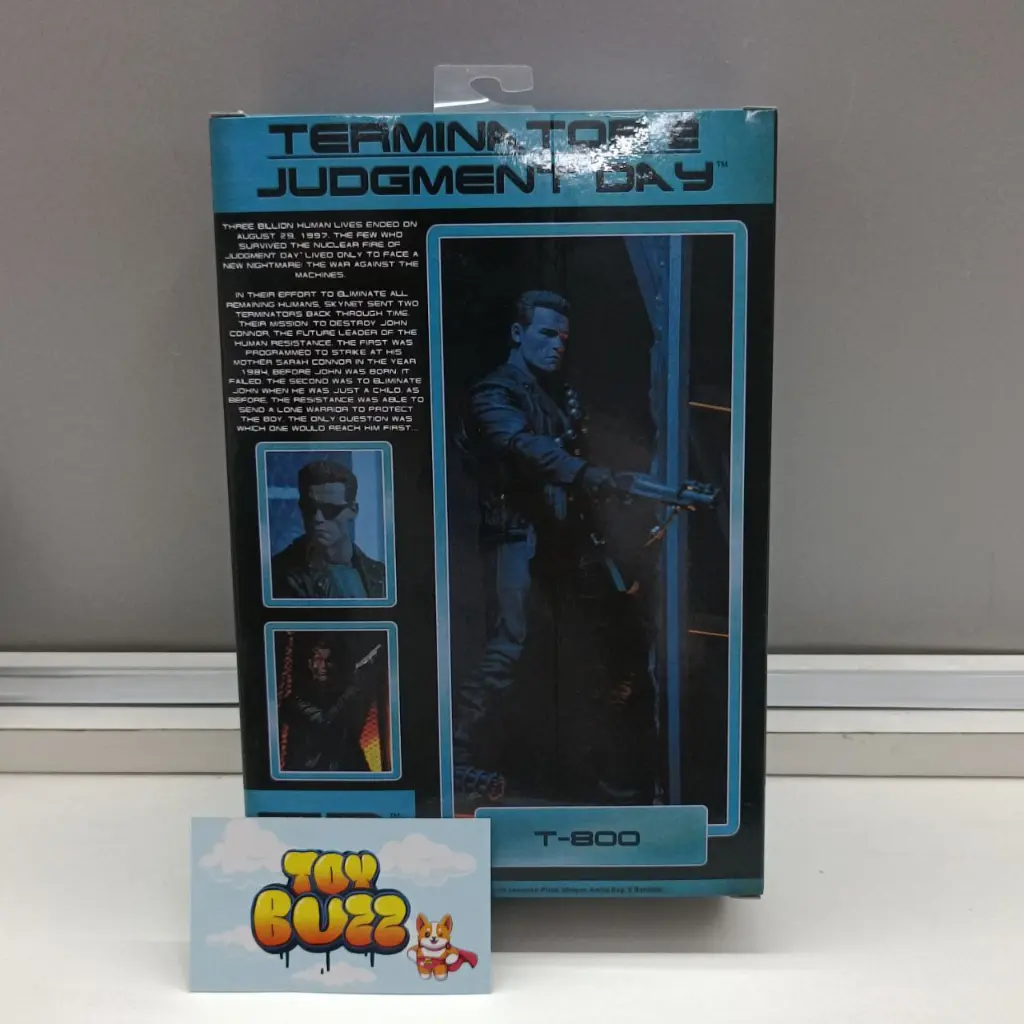 TERMINATOR 2
JUDGMENT DAY™
THREE BILLION HUMAN LIVES ENDED ON
AUGUST 29, 1997. THE FEW WHO
SURVIVED THE NUCLEAR FIRE OF
JUDGMENT DAY LIVED ONLY TO FACE A
NEW NIGHTMARE: THE WAR AGAINST THE
MACHINES.
IN THEIR EFFORT TO ELIMINATE ALL
REMAINING HUMANS, SKYNET SENT TWO
TERMINATORS BACK THROUGH TIME.
THEIR MISSION: TO DESTROY JOHN
CONNOR, THE FUTURE LEADER OF THE
HUMAN RESISTANCE. THE FIRST WAS
PROGRAMMED TO STRIKE AT HIS
MOTHER SARAH CONNOR IN THE YEAR
1984, BEFORE JOHN WAS BORN. IT
FAILED. THE SECOND WAS TO ELIMINATE
JOHN WHEN HE WAS JUST A CHILD. AS
BEFORE, THE RESISTANCE WAS ABLE TO
SEND A LONE WARRIOR TO PROTECT
THE BOY. THE ONLY QUESTION WAS
WHICH ONE WOULD REACH HIM FIRST...
T-800
TOY
BUZZ